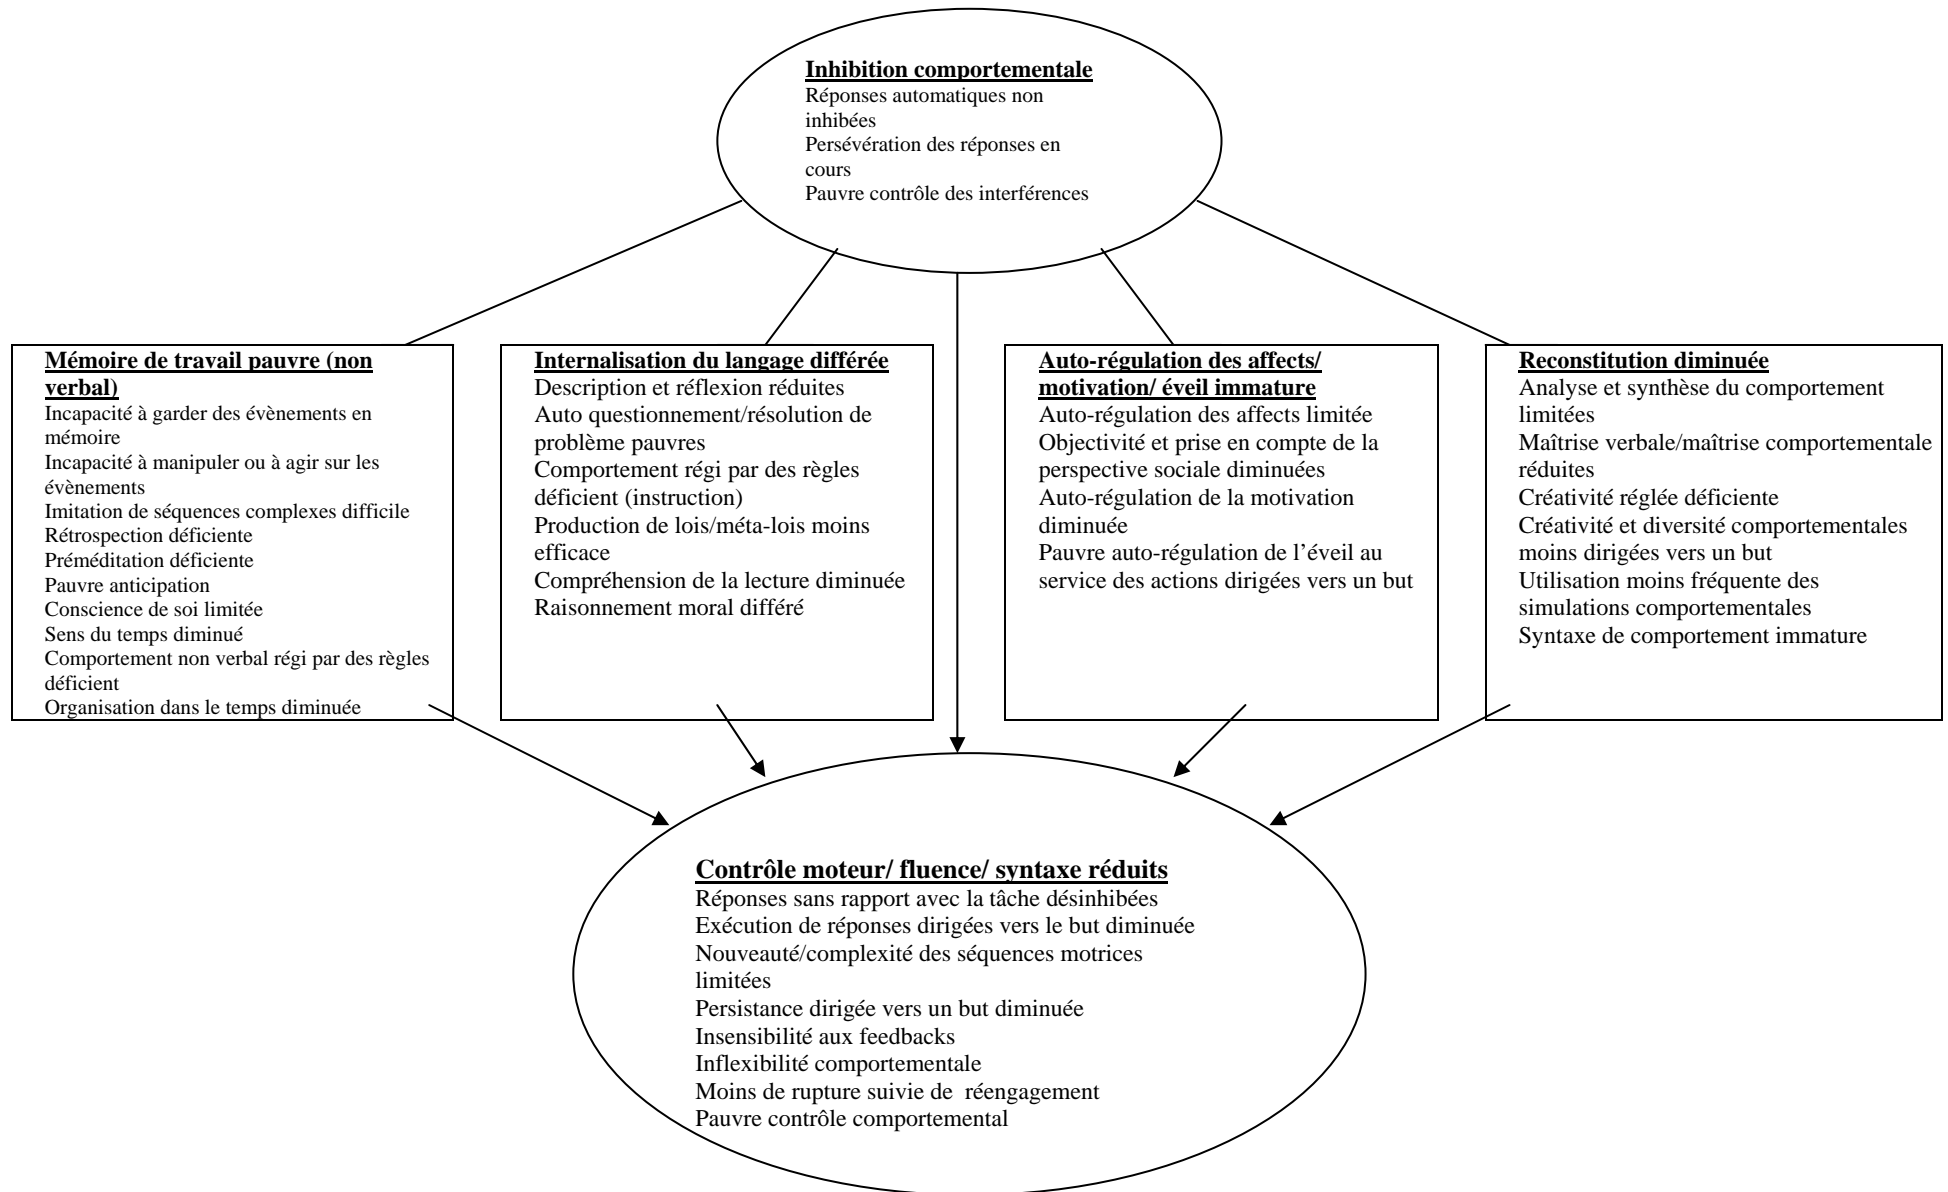 Inhibition comportementale
Réponses automatiques non
inhibées
Persévération des réponses en
cours
Pauvre contrôle des interférences
Mémoire de travail pauvre (non
verbal)
Incapacité à garder des évènements en
mémoire
Incapacité à manipuler ou à agir sur les
évènements
Imitation de séquences complexes difficile
Rétrospection déficiente
Préméditation déficiente
Pauvre anticipation
Conscience de soi limitée
Sens du temps diminué
Comportement non verbal régi par des règles
déficient
Organisation dans le temps diminuée
Internalisation du langage différée
Description et réflexion réduites
Auto questionnement/résolution de
problème pauvres
Comportement régi par des règles
déficient (instruction)
Production de lois/méta-lois moins
efficace
Compréhension de la lecture diminuée
Raisonnement moral différé
Auto-régulation des affects/
motivation/ éveil immature
Auto-régulation des affects limitée
Objectivité et prise en compte de la
perspective sociale diminuées
Auto-régulation de la motivation
diminuée
Pauvre auto-régulation de l’éveil au
service des actions dirigées vers un but
Reconstitution diminuée
Analyse et synthèse du comportement
limitées
Maîtrise verbale/maîtrise comportementale
réduites
Créativité réglée déficiente
Créativité et diversité comportementales
moins dirigées vers un but
Utilisation moins fréquente des
simulations comportementales
Syntaxe de comportement immature
Contrôle moteur/ fluence/ syntaxe réduits
Réponses sans rapport avec la tâche désinhibées
Exécution de réponses dirigées vers le but diminuée
Nouveauté/complexité des séquences motrices
limitées
Persistance dirigée vers un but diminuée
Insensibilité aux feedbacks
Inflexibilité comportementale
Moins de rupture suivie de  réengagement
Pauvre contrôle comportemental